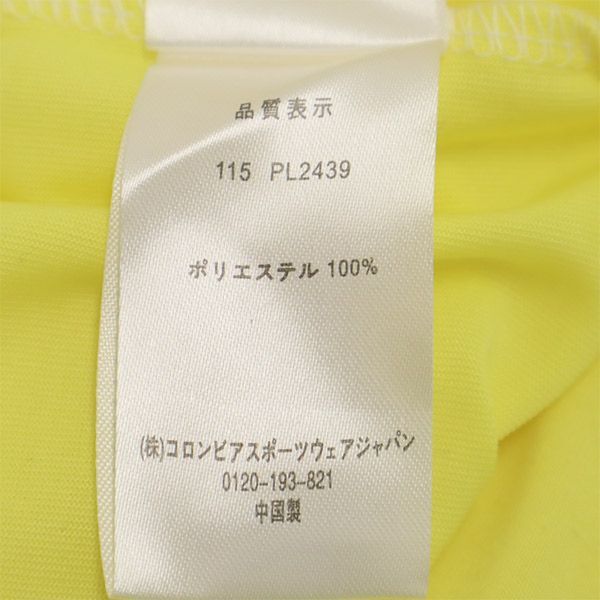 品質表示
115 PL2439
ポリエステル 100%
(株)コロンビアスポーツウェアジャパン
0120-193-821
中国製